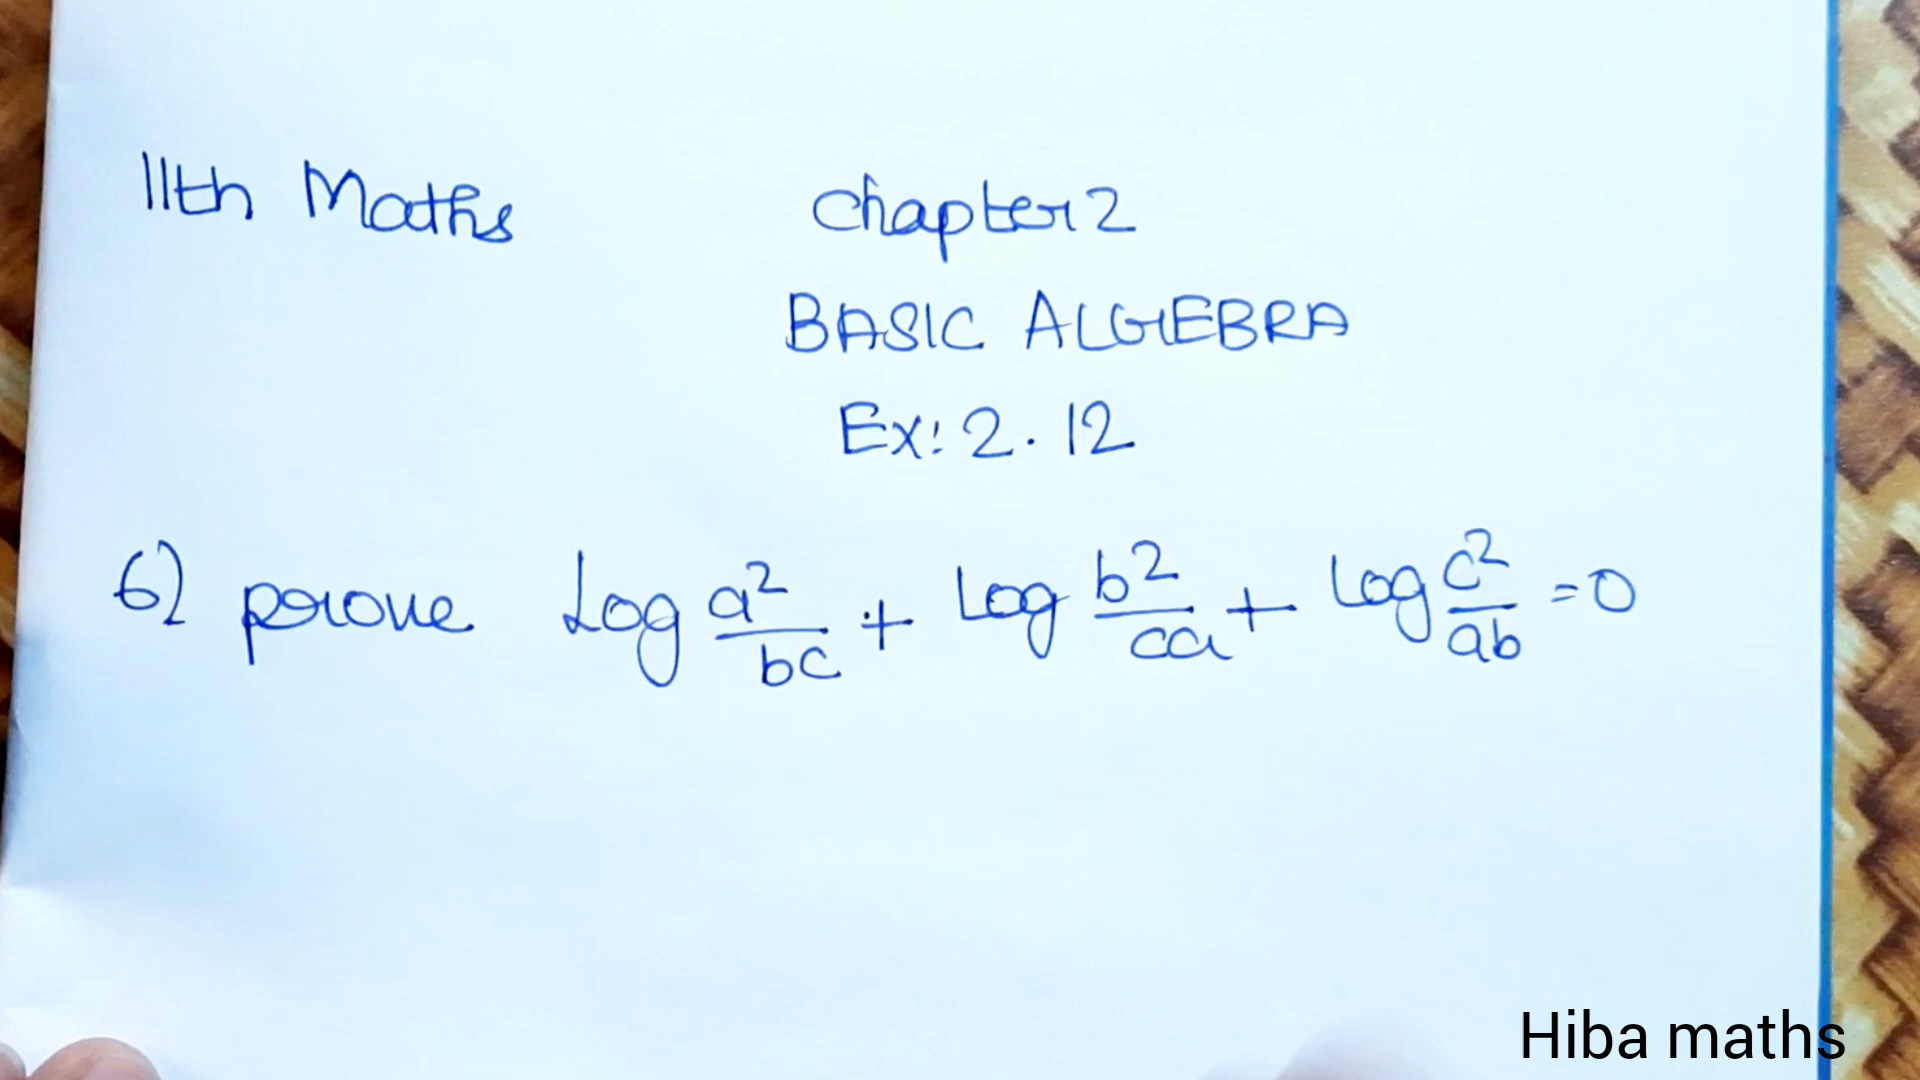 11th Maths chapter 2
BASIC ALGEBRA
Ex: 2.12
6) prove Log a²/bc + Log b²/ca + log c²/ab = 0
Hiba maths